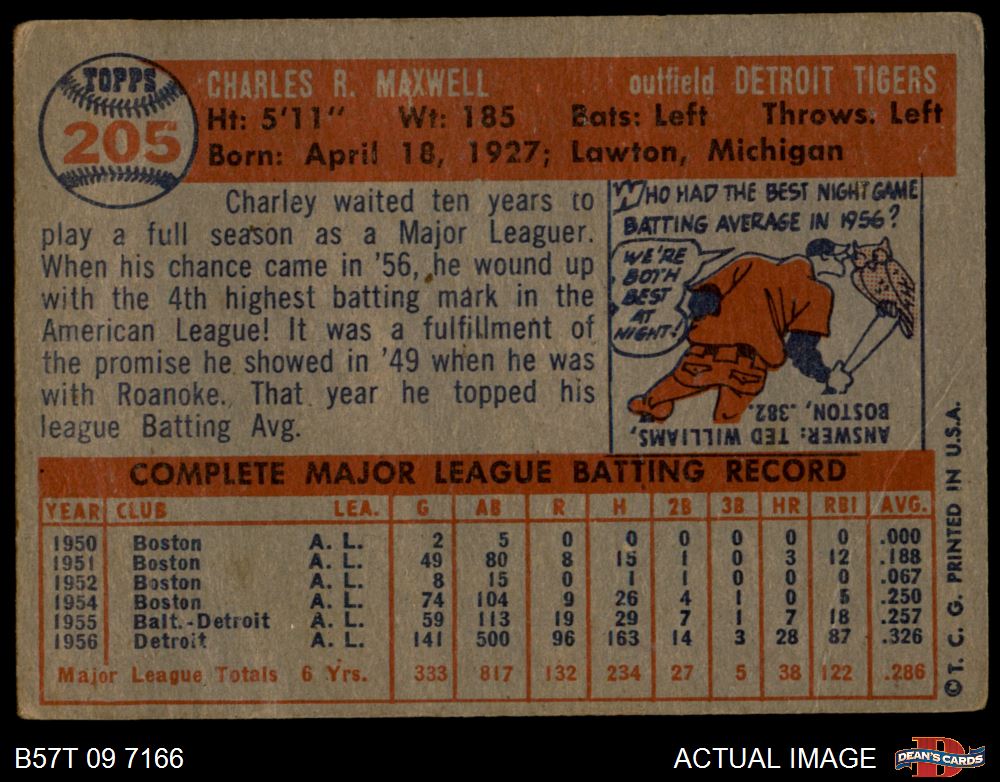 TOPPS
205
CHARLES R. MAXWELL outfield DETROIT TIGERS
Ht: 5'11" Wt: 185 Bats: Left Throws: Left
Born: April 18, 1927; Lawton, Michigan
Charley waited ten years to
play a full season as a Major Leaguer.
When his chance came in '56, he wound up
with the 4th highest batting mark in the
American League! It was a fulfillment of
the promise he showed in '49 when he was
with Roanoke. That year he topped his
league Batting Avg.
WHO HAD THE BEST NIGHT GAME
BATTING AVERAGE IN 1956?
WE'RE
BOTH
BEST
AT
NIGHT!
ANSWER: TED WILLIAMS,
BOSTON, .382.
COMPLETE MAJOR LEAGUE BATTING RECORD
YEAR CLUB LEA. G AB R H 2B 3B HR RBI AVG.
1950 Boston A. L. 2 5 0 0 0 0 0 0 .000
1951 Boston A. L. 49 80 8 15 1 0 3 12 .188
1952 Boston A. L. 8 15 0 1 1 0 0 0 .067
1954 Boston A. L. 74 104 9 26 4 1 0 5 .250
1955 Balt.-Detroit A. L. 59 113 19 29 7 1 7 18 .257
1956 Detroit A. L. 141 500 96 163 14 3 28 87 .326
Major League Totals 6 Yrs. 333 817 132 234 27 5 38 122 .286
© T. C. G. PRINTED IN U.S.A.
B57T 09 7166 ACTUAL IMAGE
D
DEAN'S CARDS